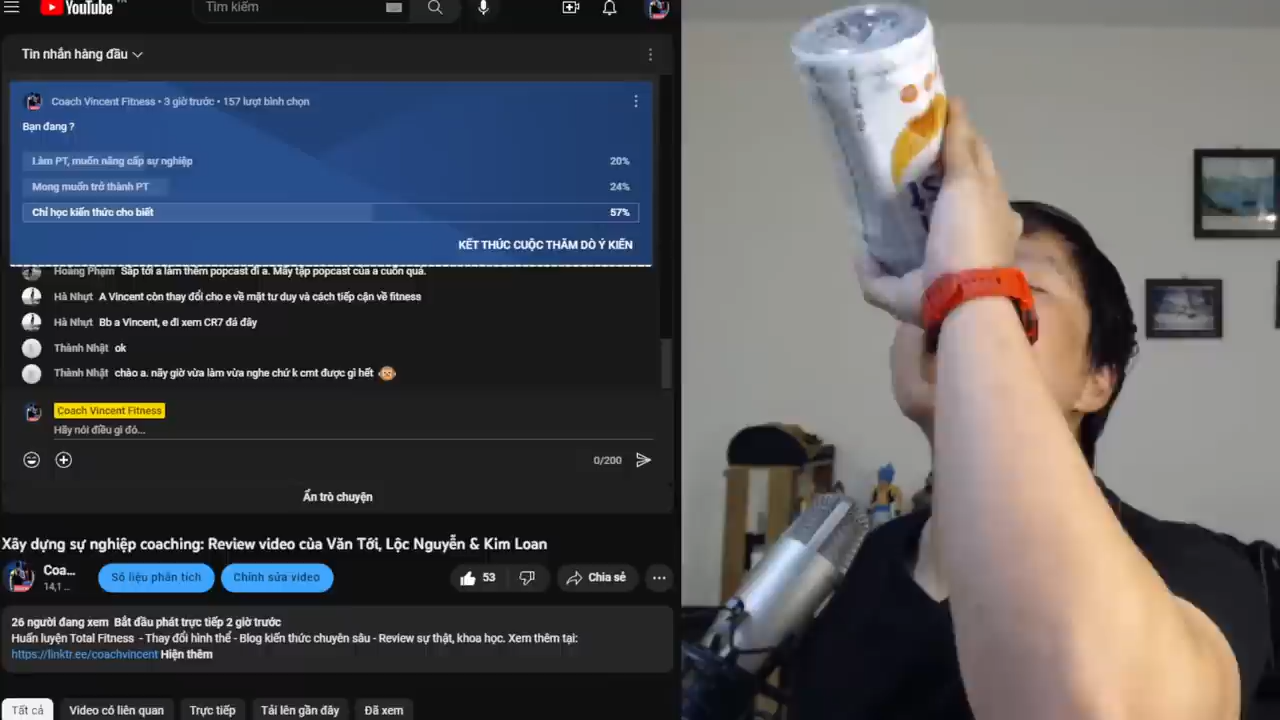 YouTube
Tìm kiếm
Tin nhắn hàng đầu
Coach Vincent Fitness • 3 giờ trước • 157 lượt bình chọn
Bạn đang ?
Làm PT, muốn nâng cấp sự nghiệp 20%
Mong muốn trở thành PT 24%
Chỉ học kiến thức cho biết 57%
KẾT THÚC CUỘC THĂM DÒ Ý KIẾN
Hoàng Phạm Sắp tới a làm thêm popcast đi a. Mấy tập popcast của a cuốn quá.
Hà Nhựt A Vincent còn thay đổi cho e về mặt tư duy và cách tiếp cận về fitness
Hà Nhựt Bb a Vincent, e đi xem CR7 đá đây
Thành Nhật ok
Thành Nhật chào a. nãy giờ vừa làm vừa nghe chứ k cmt được gì hết
Coach Vincent Fitness
Hãy nói điều gì đó...
0/200
Ẩn trò chuyện
Xây dựng sự nghiệp coaching: Review video của Văn Tới, Lộc Nguyễn & Kim Loan
Coa...
14,1 ...
Số liệu phân tích
Chỉnh sửa video
53
Chia sẻ
26 người đang xem Bắt đầu phát trực tiếp 2 giờ trước
Huấn luyện Total Fitness - Thay đổi hình thể - Blog kiến thức chuyên sâu - Review sự thật, khoa học. Xem thêm tại:
https://linktr.ee/coachvincent Hiện thêm
Tất cả
Video có liên quan
Trực tiếp
Tải lên gần đây
Đã xem